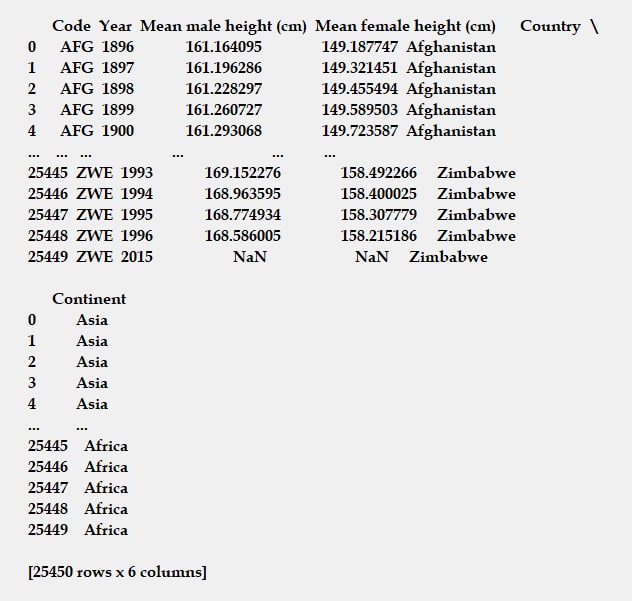 Code Year Mean male height (cm) Mean female height (cm) Country \
0 AFG 1896 161.164095 149.187747 Afghanistan
1 AFG 1897 161.196286 149.321451 Afghanistan
2 AFG 1898 161.228297 149.455494 Afghanistan
3 AFG 1899 161.260727 149.589503 Afghanistan
4 AFG 1900 161.293068 149.723587 Afghanistan
... ... ... ... ... ...
25445 ZWE 1993 169.152276 158.492266 Zimbabwe
25446 ZWE 1994 168.963595 158.400025 Zimbabwe
25447 ZWE 1995 168.774934 158.307779 Zimbabwe
25448 ZWE 1996 168.586005 158.215186 Zimbabwe
25449 ZWE 2015 NaN NaN Zimbabwe
Continent
0 Asia
1 Asia
2 Asia
3 Asia
4 Asia
... ...
25445 Africa
25446 Africa
25447 Africa
25448 Africa
25449 Africa
[25450 rows x 6 columns]